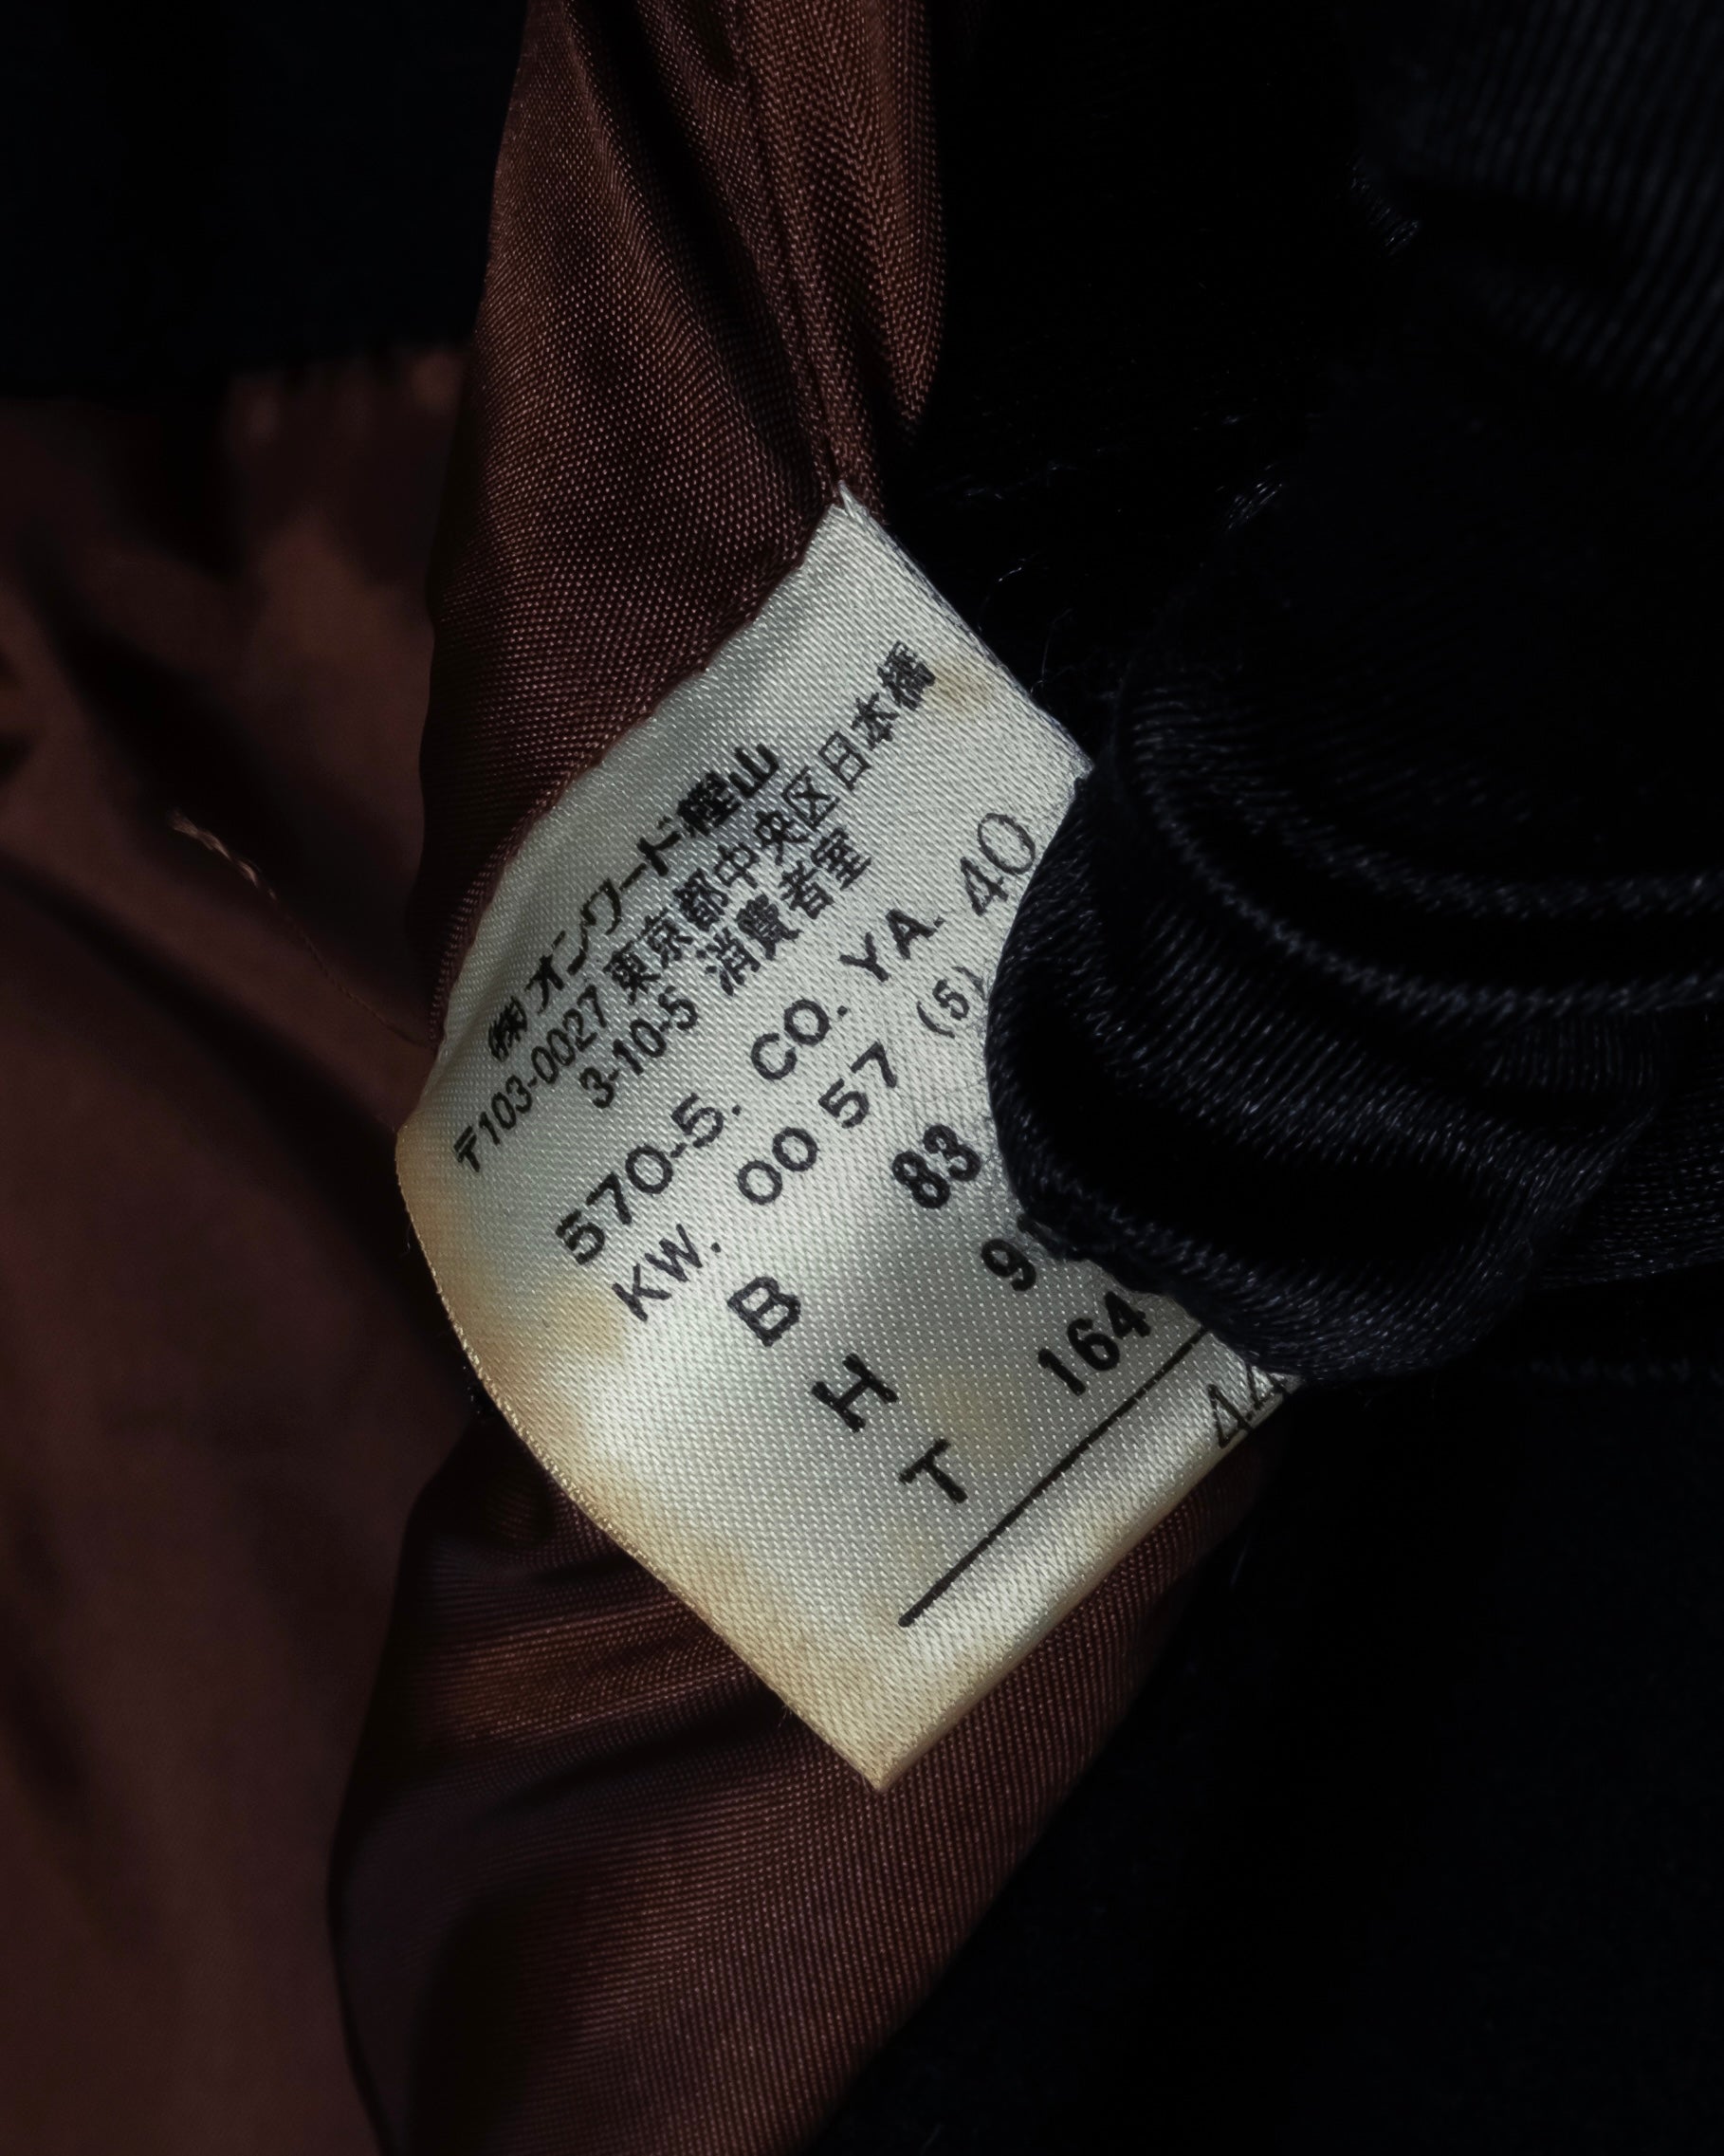 ㈱オンワード樫山
〒103-0027 東京都中央区日本橋
3-10-5 消費者室
570-5. CO. YA. 40
KW. 00 57 (5)
B 83
H 9
T 164
44